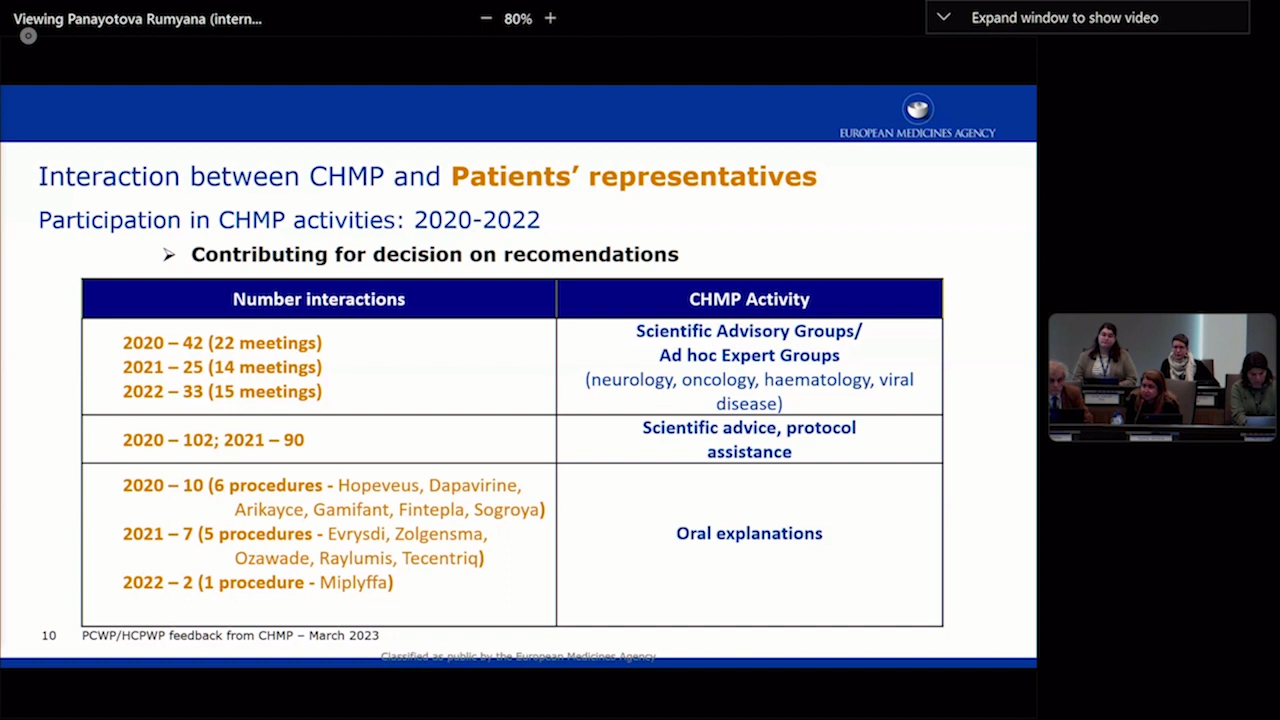 Viewing Panayotova Rumyana (intern...
− 80% +
Expand window to show video
EUROPEAN MEDICINES AGENCY
Interaction between CHMP and Patients’ representatives
Participation in CHMP activities: 2020-2022
➢ Contributing for decision on recomendations
Number interactions
CHMP Activity
2020 – 42 (22 meetings)
2021 – 25 (14 meetings)
2022 – 33 (15 meetings)
Scientific Advisory Groups/
Ad hoc Expert Groups
(neurology, oncology, haematology, viral
disease)
2020 – 102; 2021 – 90
Scientific advice, protocol
assistance
2020 – 10 (6 procedures - Hopeveus, Dapavirine,
Arikayce, Gamifant, Fintepla, Sogroya)
2021 – 7 (5 procedures - Evrysdi, Zolgensma,
Ozawade, Raylumis, Tecentriq)
2022 – 2 (1 procedure - Miplyffa)
Oral explanations
10 PCWP/HCPWP feedback from CHMP – March 2023
Classified as public by the European Medicines Agency